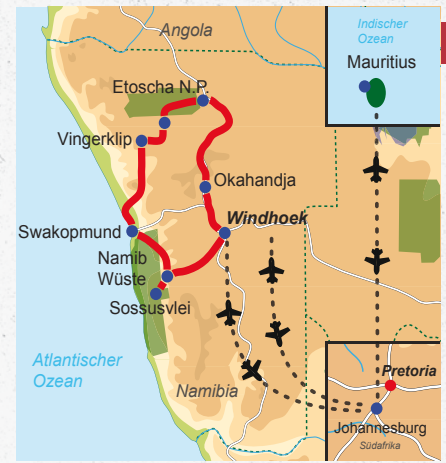 Angola
Indischer
Ozean
Mauritius
Etoscha N.P.
Vingerklip
Okahandja
Swakopmund
Windhoek
Namib
Wüste
Sossusvlei
Atlantischer
Ozean
Namibia
Pretoria
Johannesburg
Südafrika